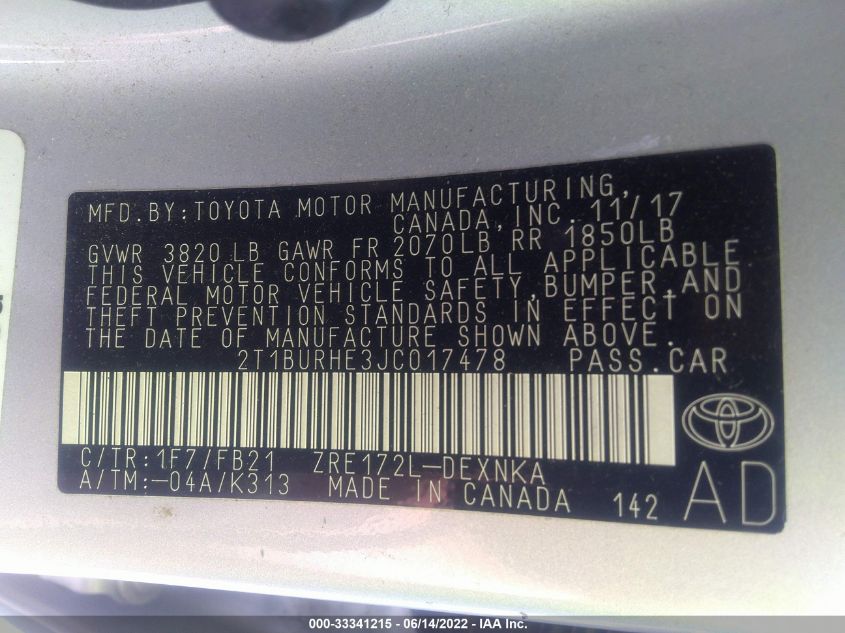 MFD.BY:TOYOTA MOTOR MANUFACTURING,
CANADA,INC. 11/17
GVWR 3820 LB GAWR FR 2070LB RR 1850LB
THIS VEHICLE CONFORMS TO ALL APPLICABLE
FEDERAL MOTOR VEHICLE SAFETY,BUMPER,AND
THEFT PREVENTION STANDARDS IN EFFECT ON
THE DATE OF MANUFACTURE SHOWN ABOVE.
2T1BURHE3JC017478 PASS.CAR
C/TR:1F7/FB21 ZRE172L-DEXNKA
A/TM:-04A/K313 MADE IN CANADA 142 AD
000-33341215 - 06/14/2022 - IAA Inc.